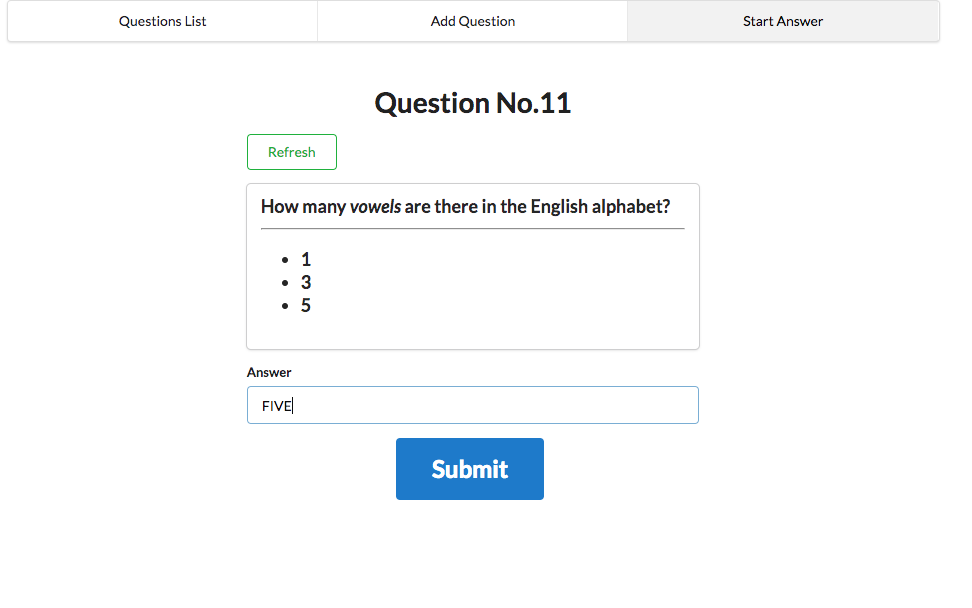 Questions List
Add Question
Start Answer
Question No.11
Refresh
How many vowels are there in the English alphabet?
1
3
5
Answer
FIVE
Submit